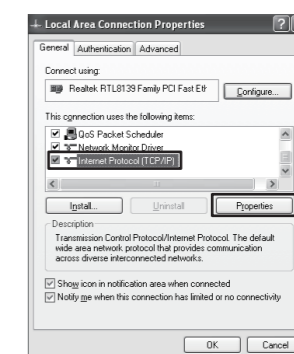 Local Area Connection Properties
General Authentication Advanced
Connect using:
Realtek RTL8139 Family PCI Fast Eth
Configure...
This connection uses the following items:
QoS Packet Scheduler
Network Monitor Driver
Internet Protocol (TCP/IP)
Install... Uninstall Properties
Description
Transmission Control Protocol/Internet Protocol. The default
wide area network protocol that provides communication
across diverse interconnected networks.
Show icon in notification area when connected
Notify me when this connection has limited or no connectivity
OK Cancel